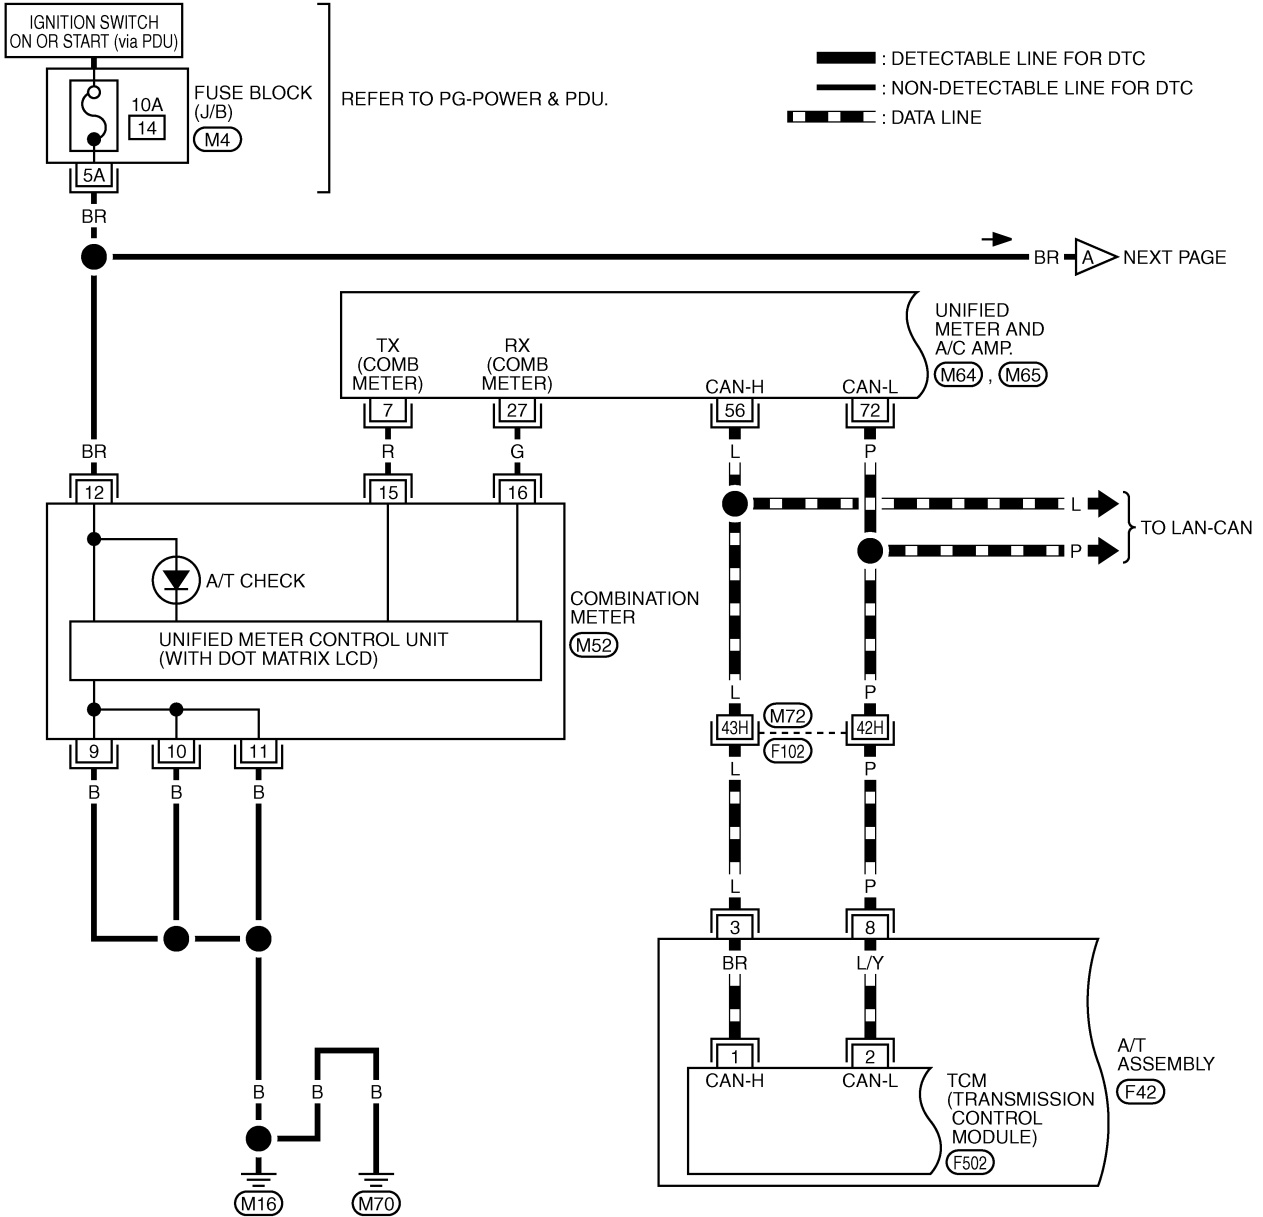 IGNITION SWITCH
ON OR START (via PDU)
10A
14
FUSE BLOCK
(J/B)
M4
REFER TO PG-POWER & PDU.
: DETECTABLE LINE FOR DTC
: NON-DETECTABLE LINE FOR DTC
: DATA LINE
5A
BR
BR
A
NEXT PAGE
TX
(COMB
METER)
RX
(COMB
METER)
CAN-H
CAN-L
UNIFIED
METER AND
A/C AMP.
M64 , M65
7
27
56
72
BR
R
G
L
P
12
15
16
L
P
TO LAN-CAN
A/T CHECK
UNIFIED METER CONTROL UNIT
(WITH DOT MATRIX LCD)
COMBINATION
METER
M52
L
P
43H
M72
F102
42H
9
10
11
L
P
B
B
B
L
P
3
8
BR
L/Y
1
2
CAN-H
CAN-L
TCM
(TRANSMISSION
CONTROL
MODULE)
F502
A/T
ASSEMBLY
F42
B
B
B
M16
M70